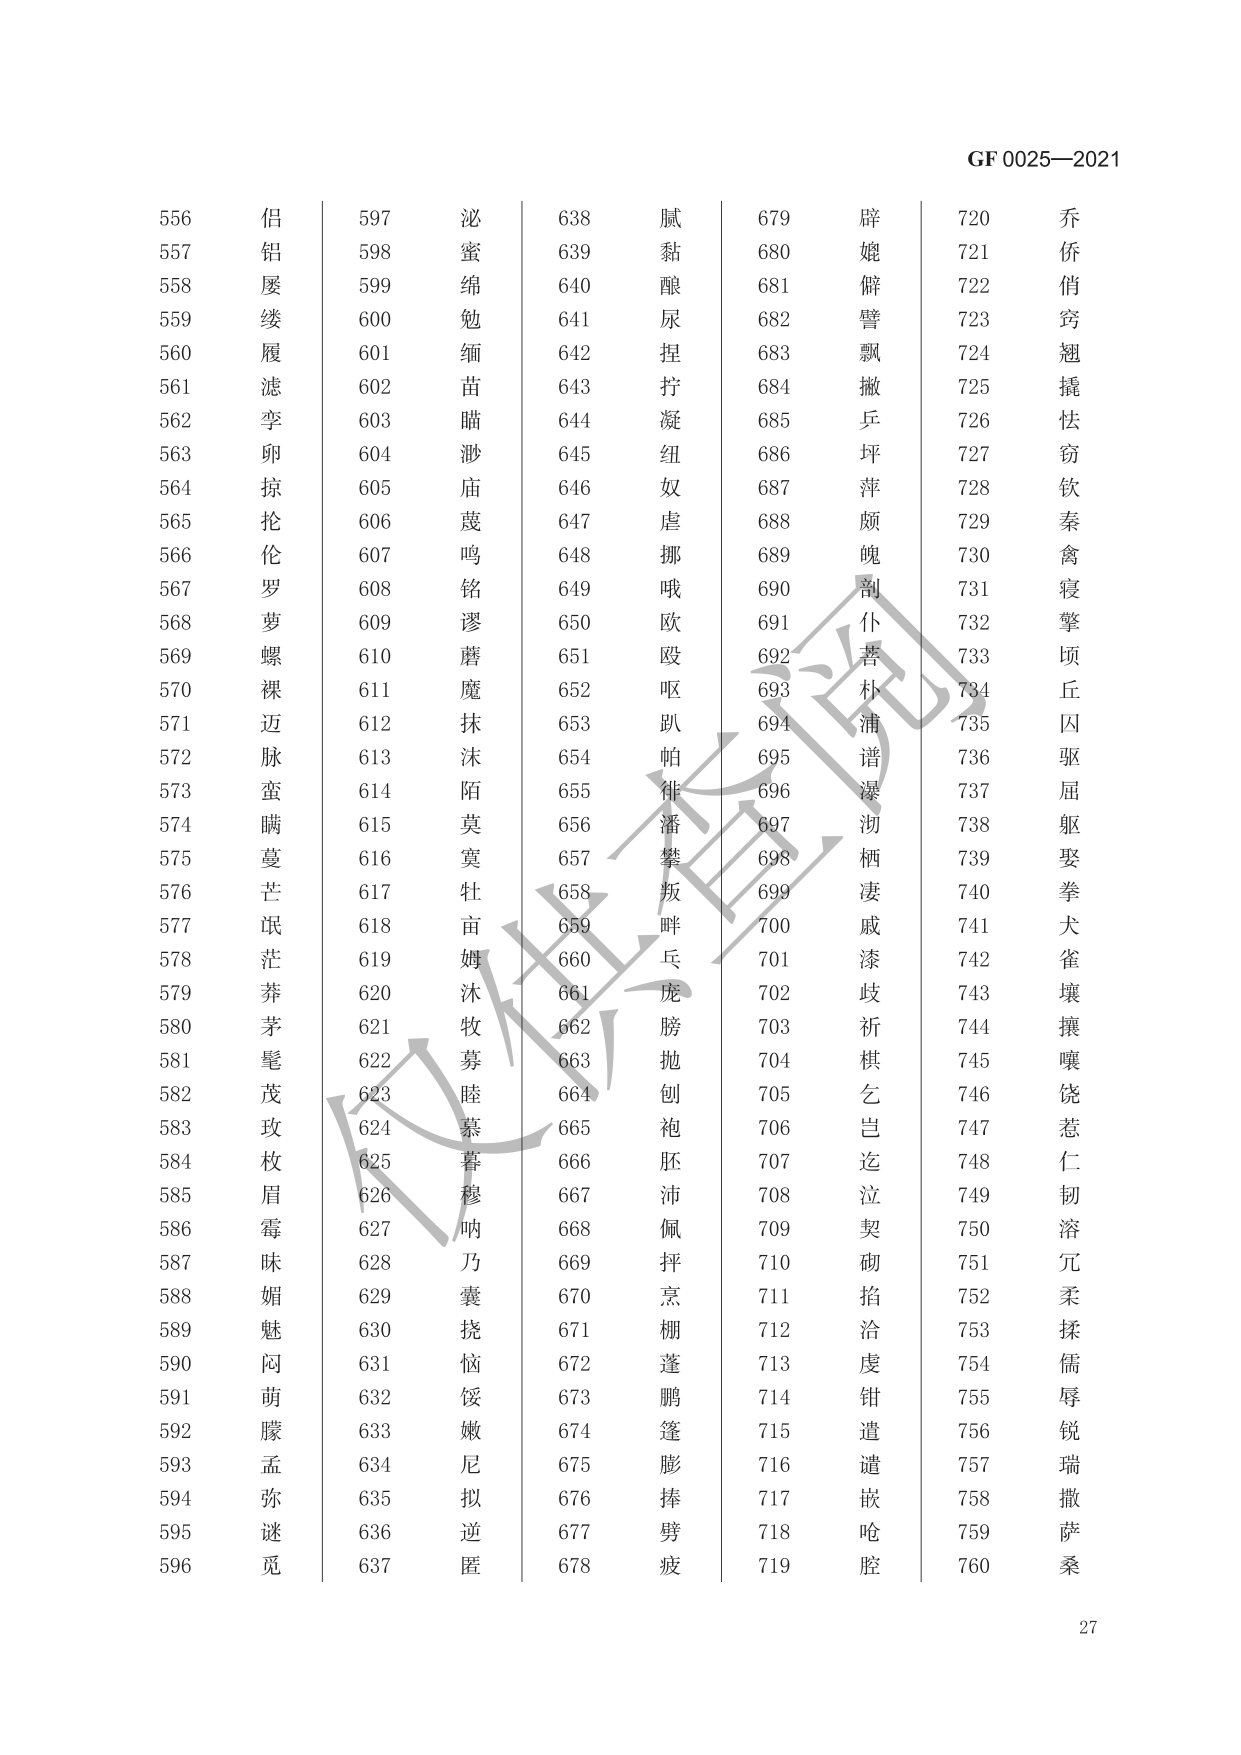 GF 0025—2021
556 侣 597 泌 638 腻 679 辟 720 乔
557 铝 598 蜜 639 黏 680 媲 721 侨
558 屡 599 绵 640 酿 681 僻 722 俏
559 缕 600 勉 641 尿 682 譬 723 窍
560 履 601 缅 642 捏 683 飘 724 翘
561 滤 602 苗 643 拧 684 撇 725 撬
562 孪 603 瞄 644 凝 685 乒 726 怯
563 卵 604 渺 645 纽 686 坪 727 窃
564 掠 605 庙 646 奴 687 萍 728 钦
565 抡 606 蔑 647 虐 688 颇 729 秦
566 伦 607 鸣 648 挪 689 魄 730 禽
567 罗 608 铭 649 哦 690 剖 731 寝
568 萝 609 谬 650 欧 691 仆 732 擎
569 螺 610 蘑 651 殴 692 菩 733 顷
570 裸 611 魔 652 呕 693 朴 734 丘
571 迈 612 抹 653 趴 694 浦 735 囚
572 脉 613 沫 654 帕 695 谱 736 驱
573 蛮 614 陌 655 徘 696 瀑 737 屈
574 瞒 615 莫 656 潘 697 沏 738 躯
575 蔓 616 寞 657 攀 698 栖 739 娶
576 芒 617 牡 658 叛 699 凄 740 拳
577 氓 618 亩 659 畔 700 戚 741 犬
578 茫 619 姆 660 乓 701 漆 742 雀
579 莽 620 沐 661 庞 702 歧 743 壤
580 茅 621 牧 662 膀 703 祈 744 攘
581 髦 622 募 663 抛 704 棋 745 嚷
582 茂 623 睦 664 刨 705 乞 746 饶
583 玫 624 慕 665 袍 706 岂 747 惹
584 枚 625 暮 666 胚 707 迄 748 仁
585 眉 626 穆 667 沛 708 泣 749 韧
586 霉 627 呐 668 佩 709 契 750 溶
587 昧 628 乃 669 抨 710 砌 751 冗
588 媚 629 囊 670 烹 711 掐 752 柔
589 魅 630 挠 671 棚 712 洽 753 揉
590 闷 631 恼 672 蓬 713 虔 754 儒
591 萌 632 馁 673 鹏 714 钳 755 辱
592 朦 633 嫩 674 篷 715 遣 756 锐
593 孟 634 尼 675 膨 716 谴 757 瑞
594 弥 635 拟 676 捧 717 嵌 758 撒
595 谜 636 逆 677 劈 718 呛 759 萨
596 觅 637 匿 678 疲 719 腔 760 桑
仅供查阅
27